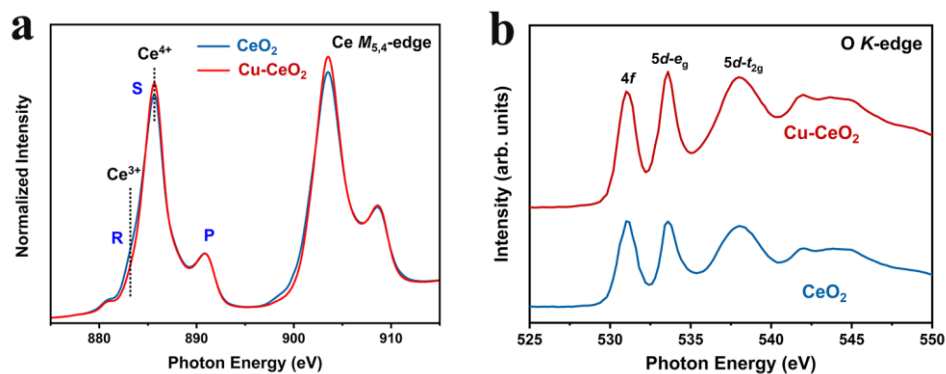 a
Ce M5,4-edge
CeO2
Cu-CeO2
Ce4+
S
Ce3+
R
P
Normalized Intensity
880
890
900
910
Photon Energy (eV)
b
O K-edge
4f
5d-eg
5d-t2g
Cu-CeO2
CeO2
Intensity (arb. units)
525
530
535
540
545
550
Photon Energy (eV)